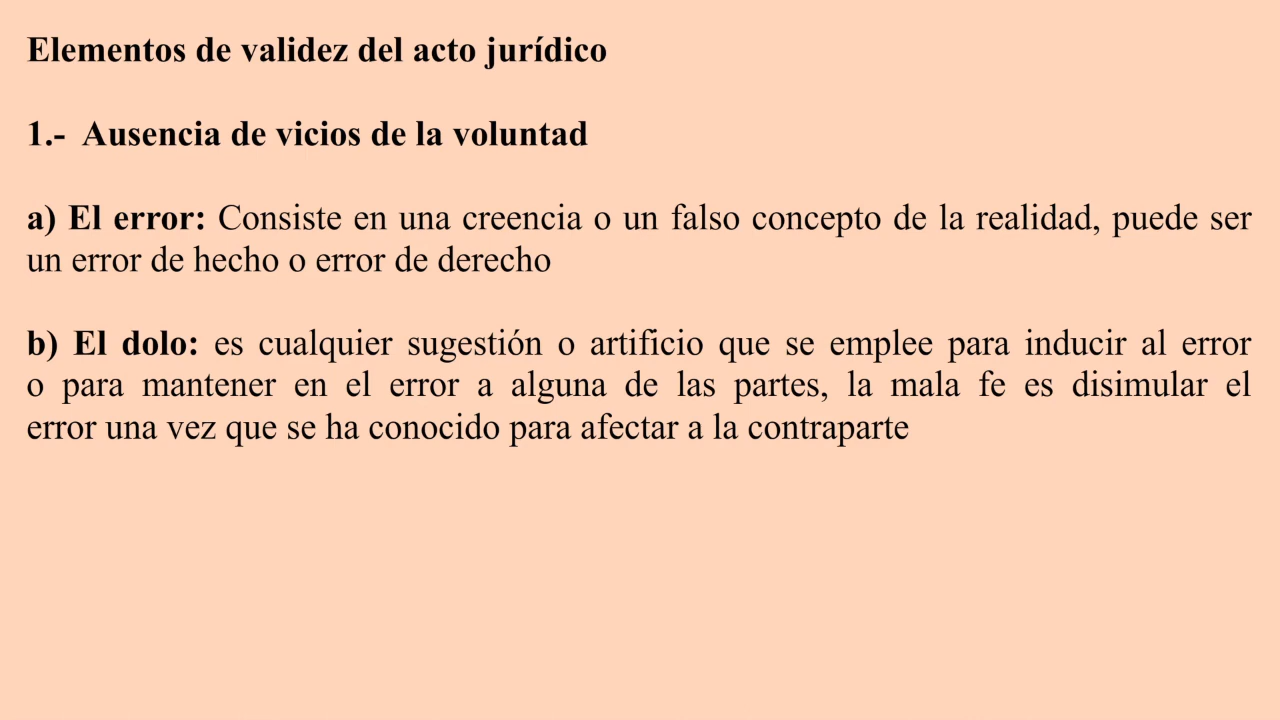 Elementos de validez del acto jurídico
1.- Ausencia de vicios de la voluntad
a) El error: Consiste en una creencia o un falso concepto de la realidad, puede ser
un error de hecho o error de derecho
b) El dolo: es cualquier sugestión o artificio que se emplee para inducir al error
o para mantener en el error a alguna de las partes, la mala fe es disimular el
error una vez que se ha conocido para afectar a la contraparte